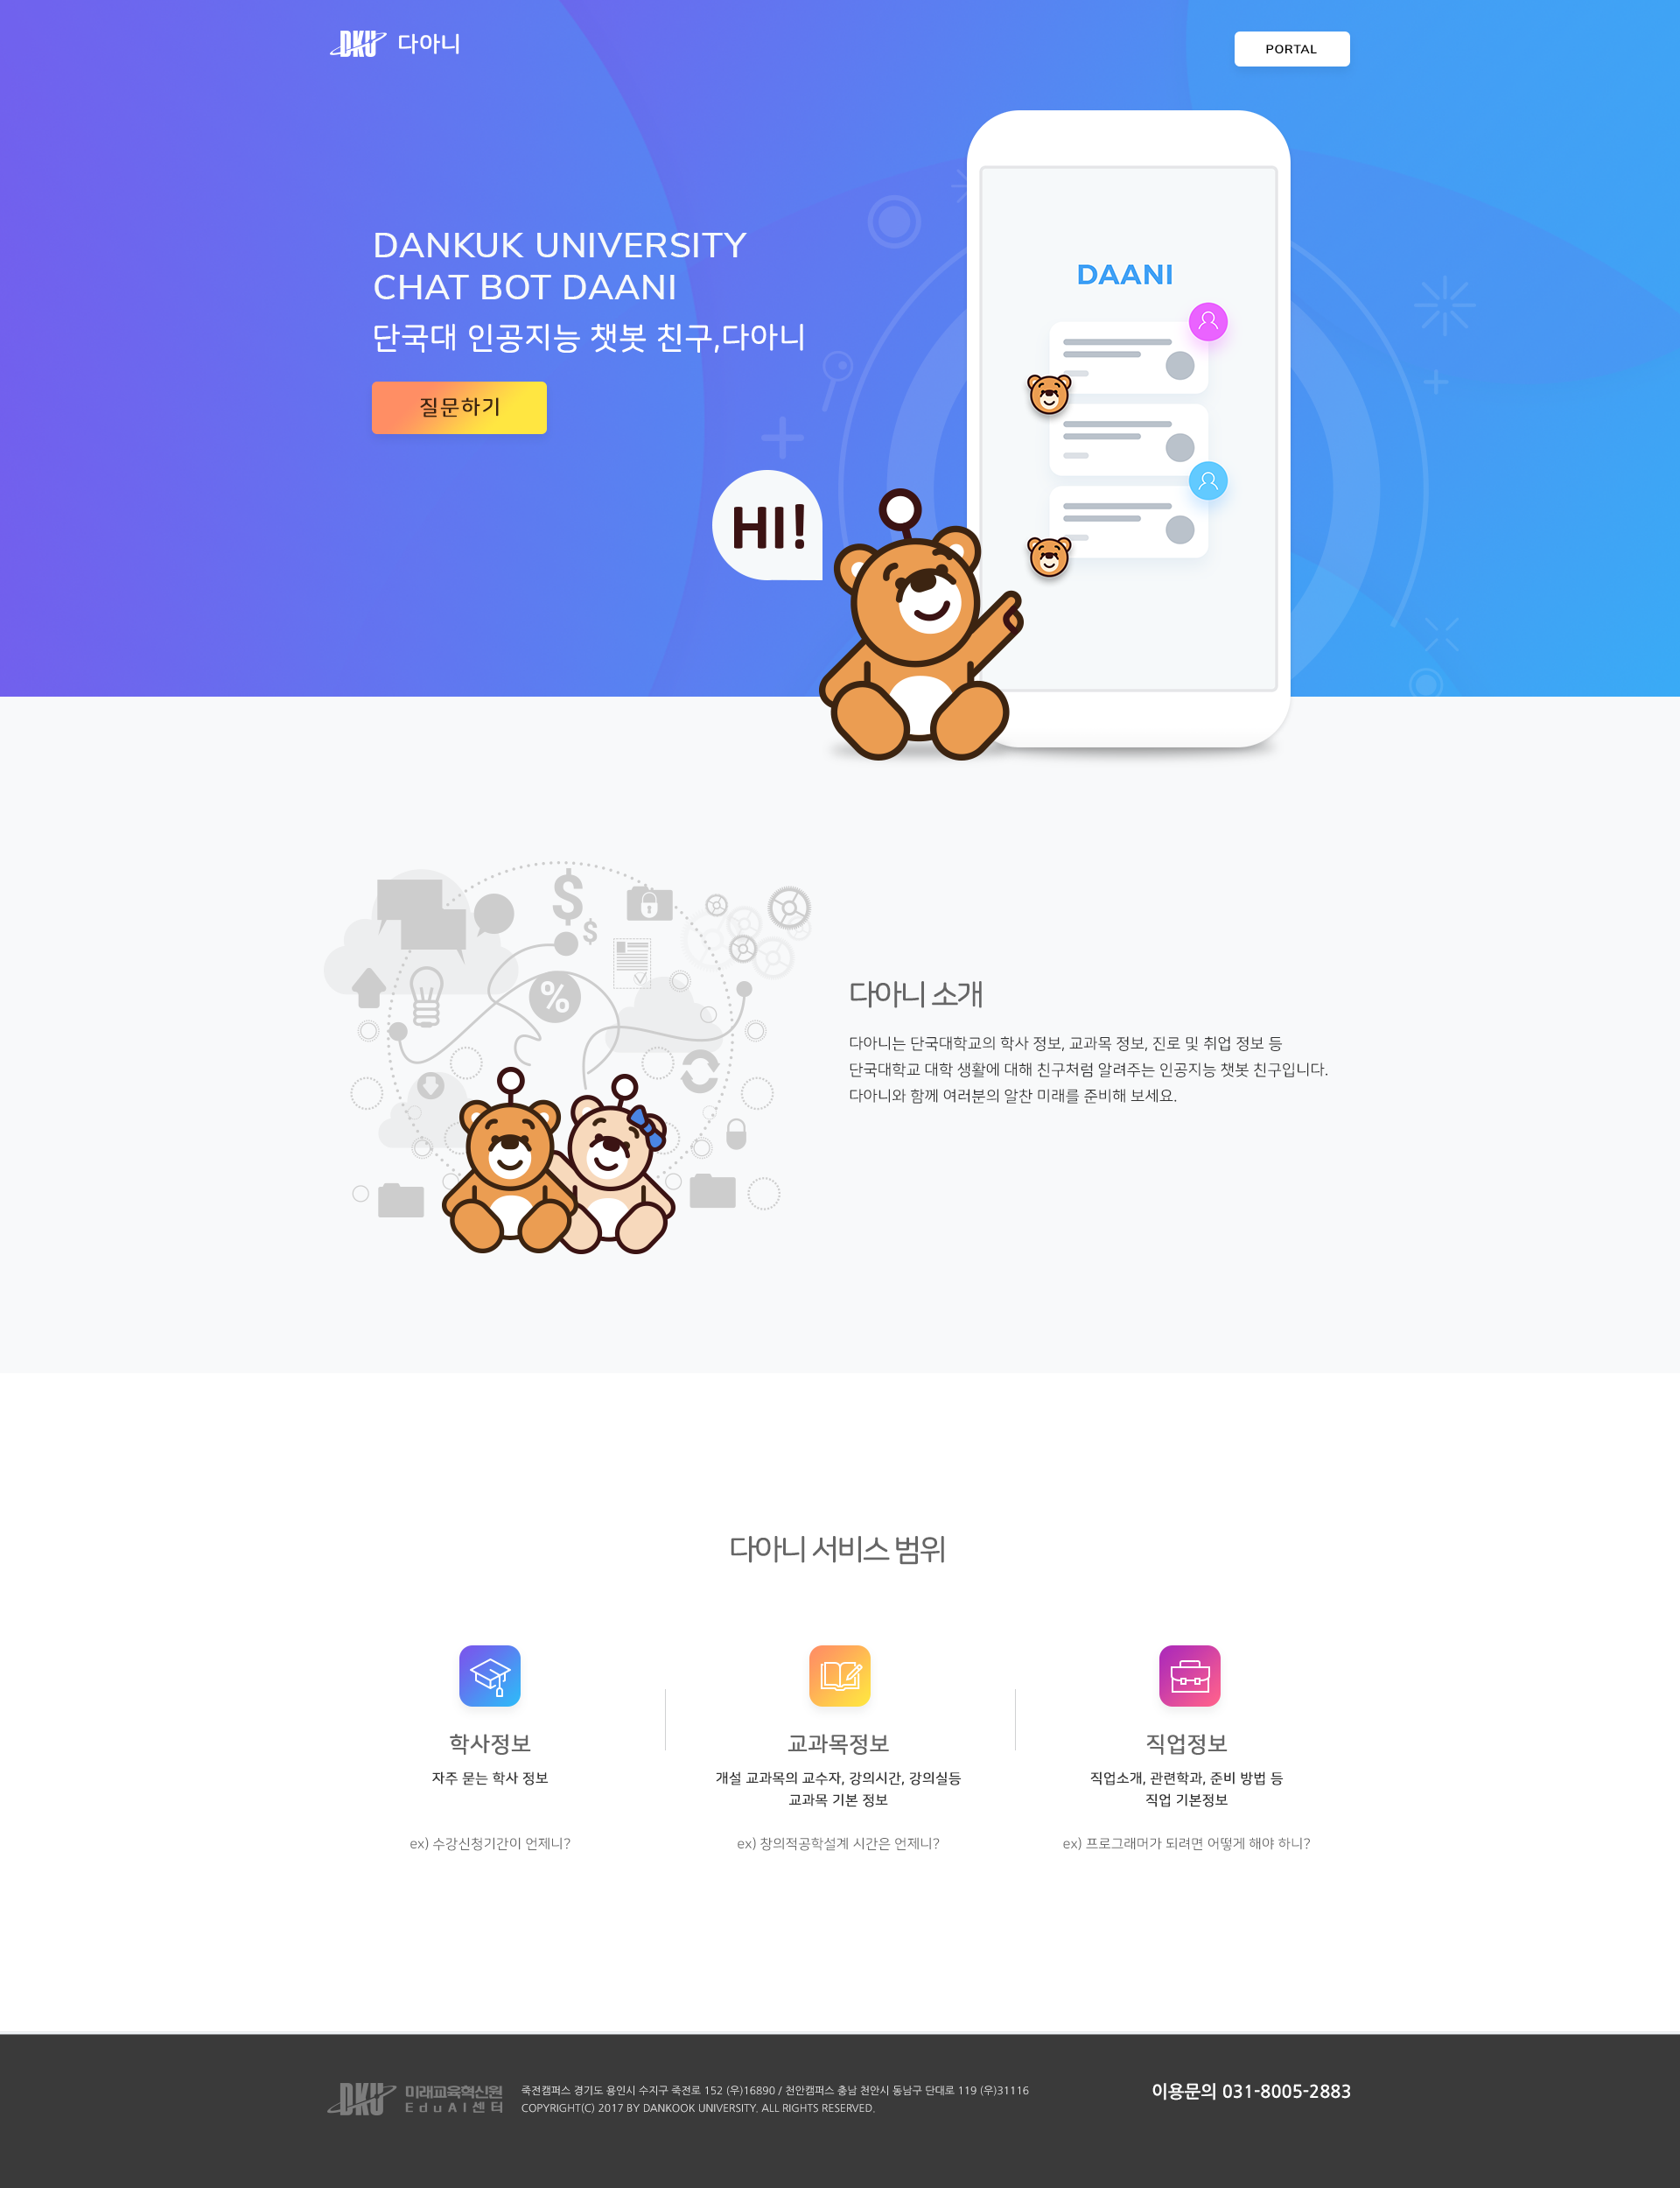 DKU 다아니
PORTAL
DANKUK UNIVERSITY
CHAT BOT DAANI
단국대 인공지능 챗봇 친구,다아니
질문하기
HI!
DAANI
$
$
%
다아니 소개
다아니는 단국대학교의 학사 정보, 교과목 정보, 진로 및 취업 정보 등
단국대학교 대학 생활에 대해 친구처럼 알려주는 인공지능 챗봇 친구입니다.
다아니와 함께 여러분의 알찬 미래를 준비해 보세요.
다아니 서비스 범위
학사정보
자주 묻는 학사 정보
ex) 수강신청기간이 언제니?
교과목정보
개설 교과목의 교수자, 강의시간, 강의실등
교과목 기본 정보
ex) 창의적공학설계 시간은 언제니?
직업정보
직업소개, 관련학과, 준비 방법 등
직업 기본정보
ex) 프로그래머가 되려면 어떻게 해야 하니?
DKU 미래교육혁신원
EduAI센터
죽전캠퍼스 경기도 용인시 수지구 죽전로 152 (우)16890 / 천안캠퍼스 충남 천안시 동남구 단대로 119 (우)31116
COPYRIGHT(C) 2017 BY DANKOOK UNIVERSITY. ALL RIGHTS RESERVED.
이용문의 031-8005-2883